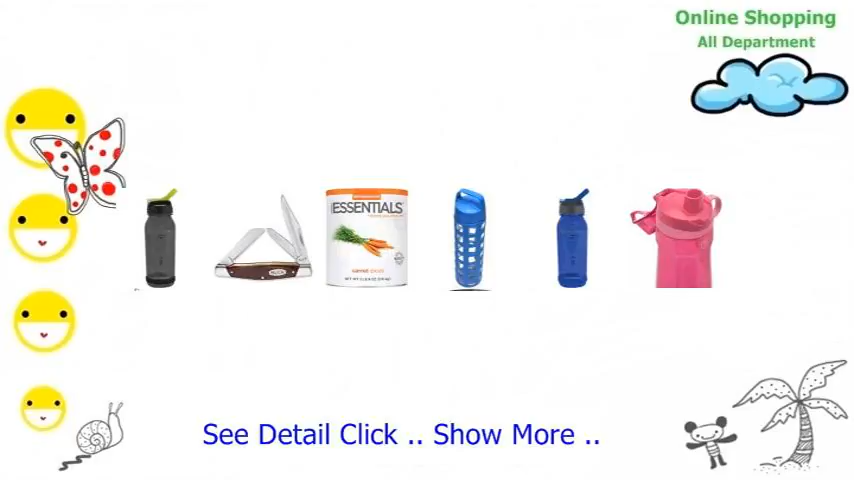 Online Shopping
All Department
ESSENTIALS
See Detail Click .. Show More ..